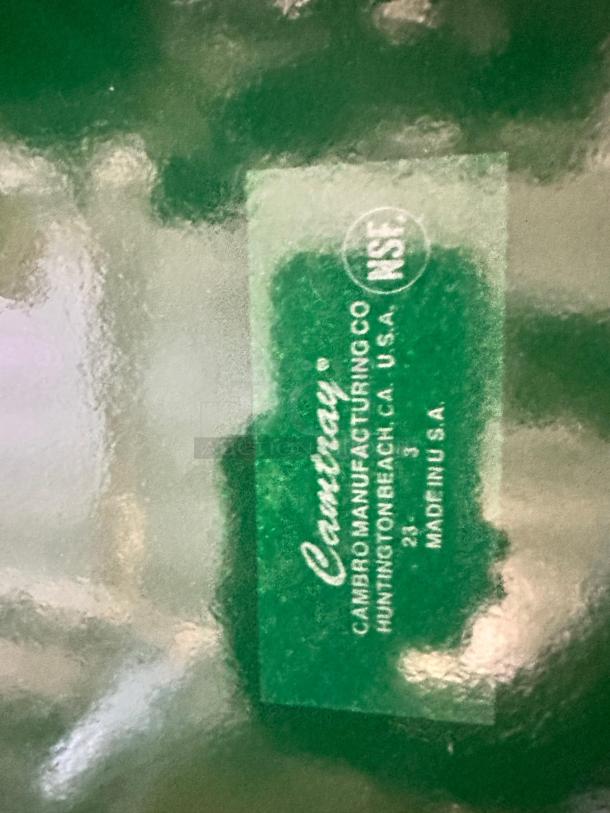 NSF.
Camtray®
CAMBRO MANUFACTURING CO
HUNTINGTON BEACH, CA. U.S.A.
23 3
MADE IN U.S.A.